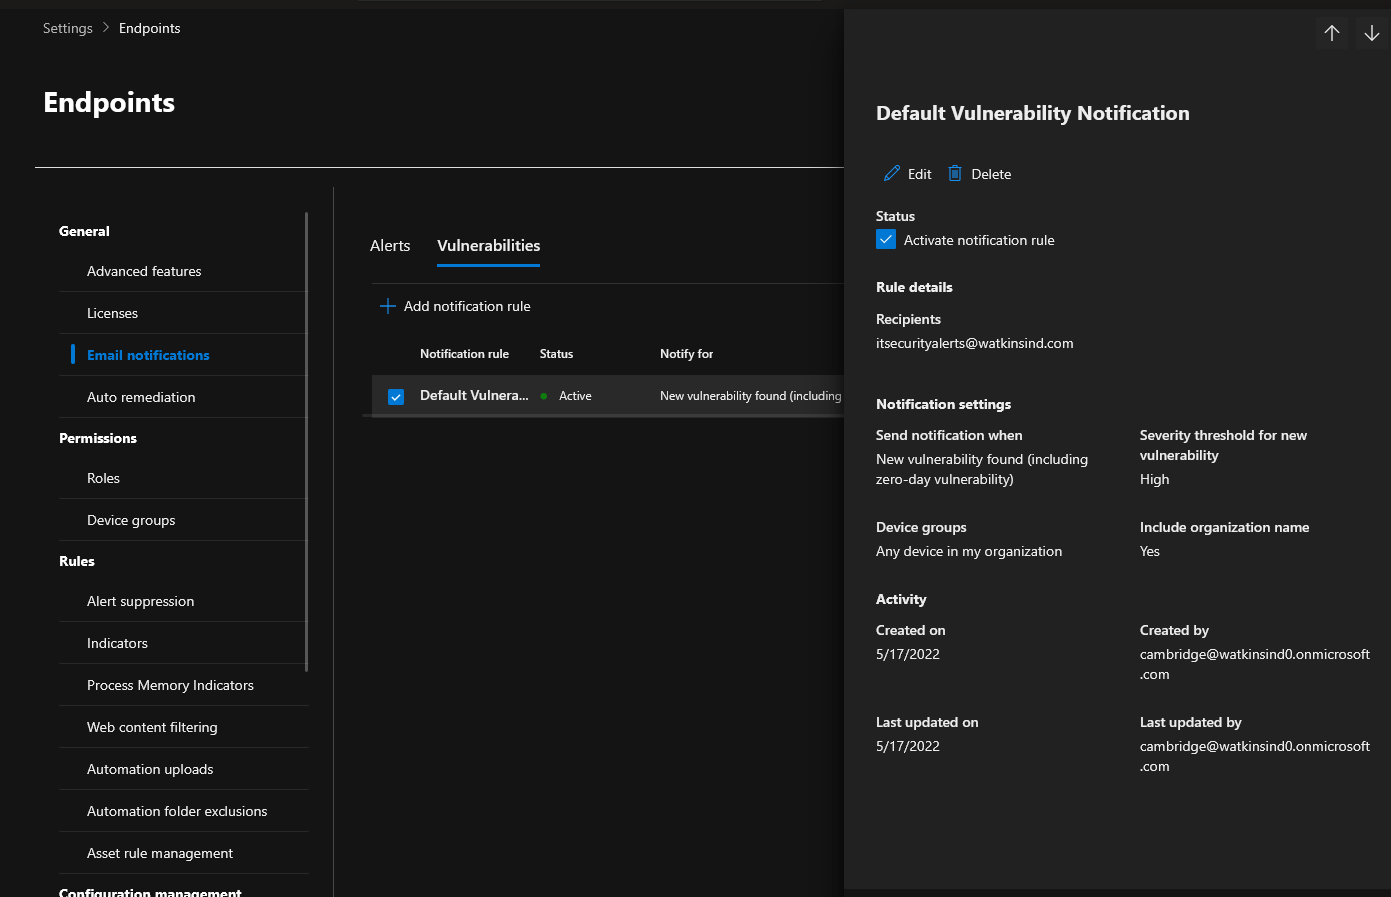 Settings > Endpoints
Endpoints
General
Advanced features
Licenses
Email notifications
Auto remediation
Permissions
Roles
Device groups
Rules
Alert suppression
Indicators
Process Memory Indicators
Web content filtering
Automation uploads
Automation folder exclusions
Asset rule management
Configuration management
Alerts Vulnerabilities
Add notification rule
Notification rule Status Notify for
Default Vulnera... Active New vulnerability found (including
Default Vulnerability Notification
Edit Delete
Status
Activate notification rule
Rule details
Recipients
itsecurityalerts@watkinsind.com
Notification settings
Send notification when
New vulnerability found (including
zero-day vulnerability)
Severity threshold for new
vulnerability
High
Device groups
Any device in my organization
Include organization name
Yes
Activity
Created on
5/17/2022
Created by
cambridge@watkinsind0.onmicrosoft
.com
Last updated on
5/17/2022
Last updated by
cambridge@watkinsind0.onmicrosoft
.com